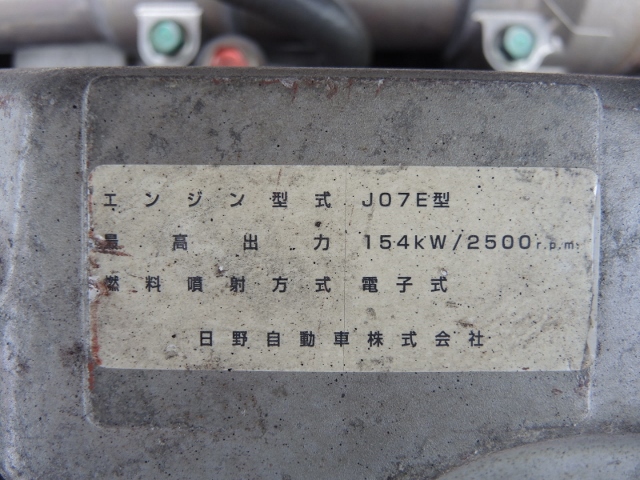 エンジン型式 J07E型
最高出力 154kW/2500r.p.m.
燃料噴射方式 電子式
日野自動車株式会社